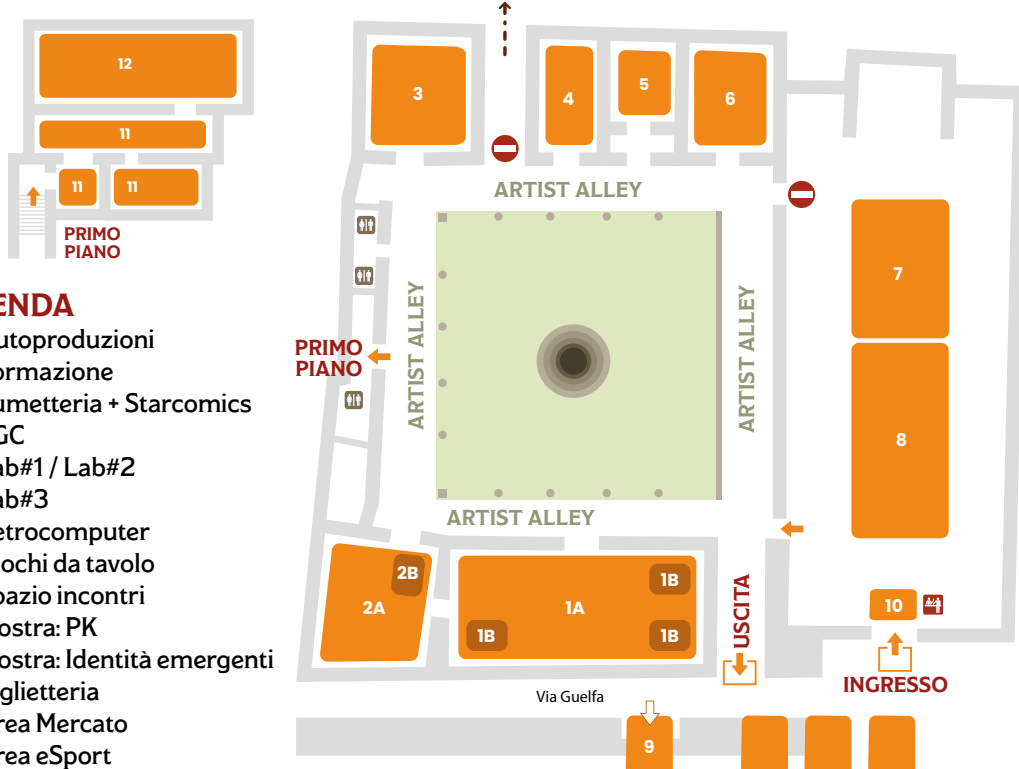 12
11
11
11
PRIMO
PIANO
3
4
5
6
ARTIST ALLEY
7
8
ARTIST ALLEY
ARTIST ALLEY
PRIMO
PIANO
ARTIST ALLEY
2A
2B
1A
1B
1B
1B
USCITA
10
INGRESSO
Via Guelfa
9
ENDA
utoproduzioni
ormazione
umetteria + Starcomics
GC
ab#1 / Lab#2
ab#3
etrocomputer
ochi da tavolo
pazio incontri
ostra: PK
ostra: Identità emergenti
glietteria
rea Mercato
rea eSport